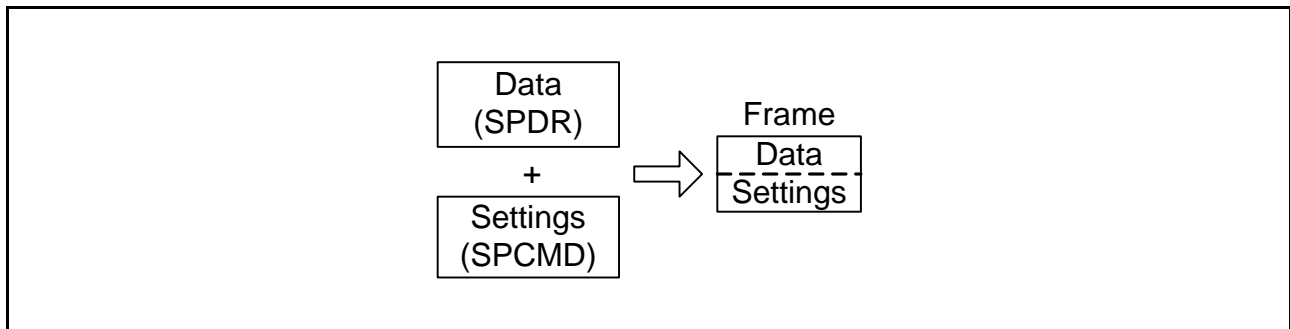 Data
(SPDR)
+
Settings
(SPCMD)
Frame
Data
Settings